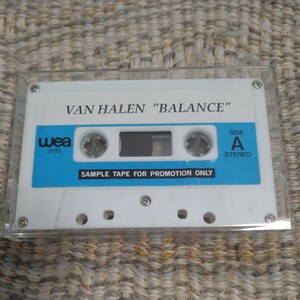 VAN HALEN "BALANCE"
wea
SIDE
A
STEREO
SAMPLE TAPE FOR PROMOTION ONLY